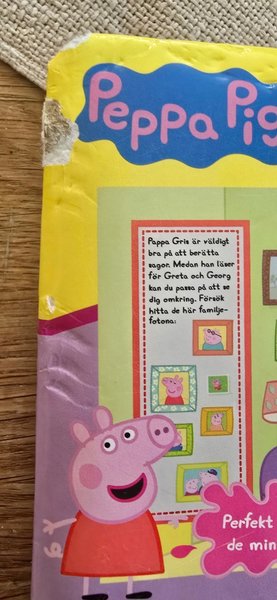 Peppa Pig
Pappa Gris är väldigt
bra på att berätta
sagor. Medan han läser
för Greta och Georg
kan du passa på att se
dig omkring. Försök
hitta de här familje-
fotona:
Perfekt
de min